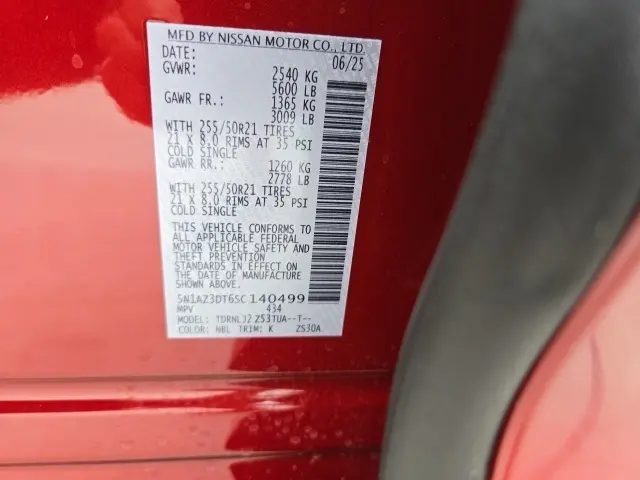 MFD BY NISSAN MOTOR CO., LTD.
DATE: 06/25
GVWR: 2540 KG
5600 LB
GAWR FR.: 1365 KG
3009 LB
WITH 255/50R21 TIRES
21 X 8.0 RIMS AT 35 PSI
COLD SINGLE
GAWR RR.: 1260 KG
2778 LB
WITH 255/50R21 TIRES
21 X 8.0 RIMS AT 35 PSI
COLD SINGLE
THIS VEHICLE CONFORMS TO
ALL APPLICABLE FEDERAL
MOTOR VEHICLE SAFETY AND
THEFT PREVENTION
STANDARDS IN EFFECT ON
THE DATE OF MANUFACTURE
SHOWN ABOVE.
5N1AZ3DT6SC140499
MPV 434
MODEL: TDRNLJ2 Z53TUA--T--
COLOR: NBL TRIM: K ZS30A